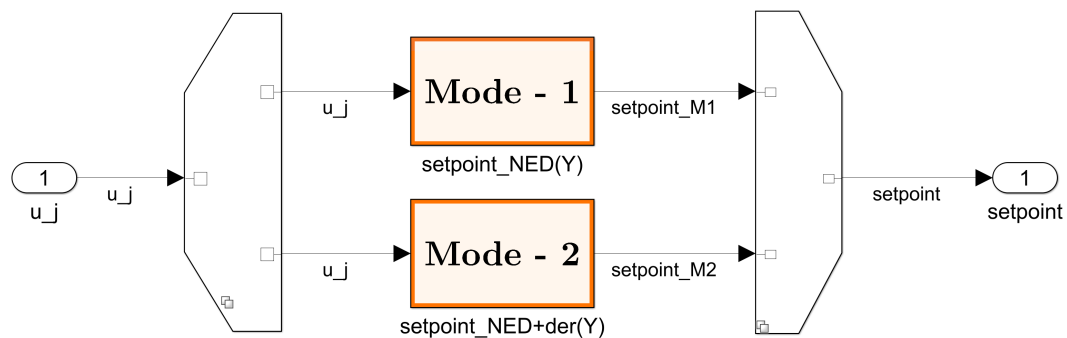 1
u_j
u_j
u_j
Mode - 1
setpoint_NED(Y)
setpoint_M1
u_j
Mode - 2
setpoint_NED+der(Y)
setpoint_M2
setpoint
1
setpoint